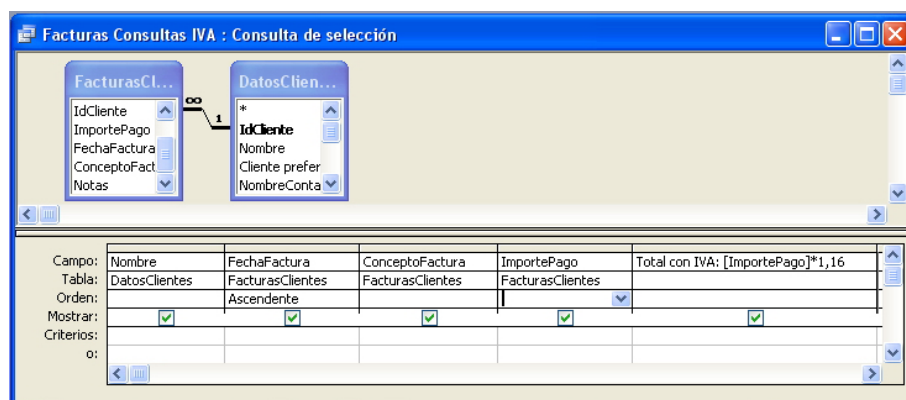 Facturas Consultas IVA : Consulta de selección
FacturasCl...
IdCliente
ImportePago
FechaFactura
ConceptoFact
Notas
∞
1
DatosClien...
*
IdCliente
Nombre
Cliente prefer
NombreConta
Campo: Nombre FechaFactura ConceptoFactura ImportePago Total con IVA: [ImportePago]*1,16
Tabla: DatosClientes FacturasClientes FacturasClientes FacturasClientes
Orden: Ascendente
Mostrar:
Criterios:
o: